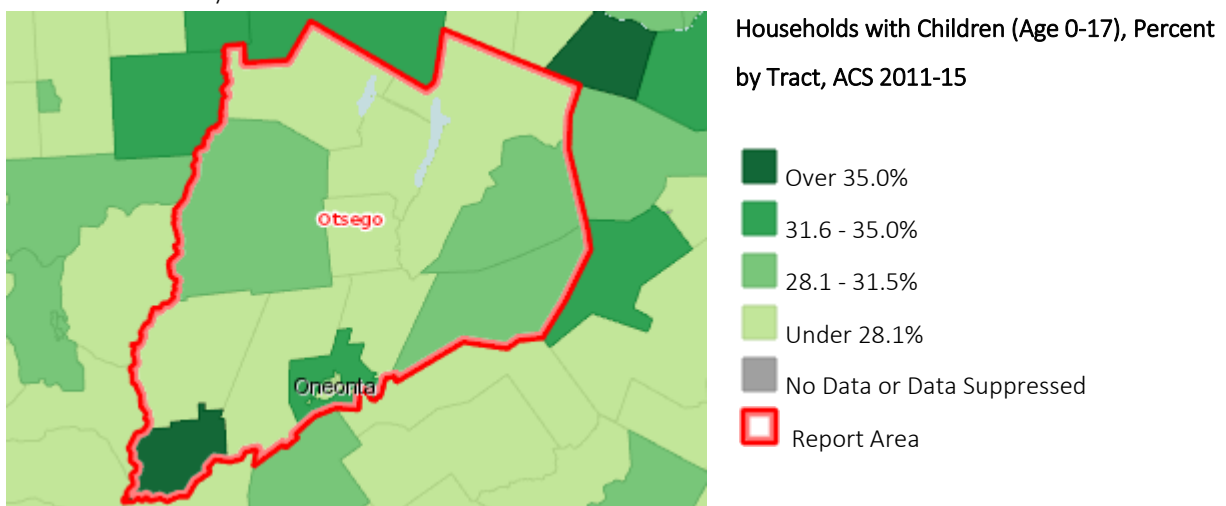 Households with Children (Age 0-17), Percent
by Tract, ACS 2011-15
Over 35.0%
31.6 - 35.0%
28.1 - 31.5%
Under 28.1%
No Data or Data Suppressed
Report Area
Otsego
Oneonta